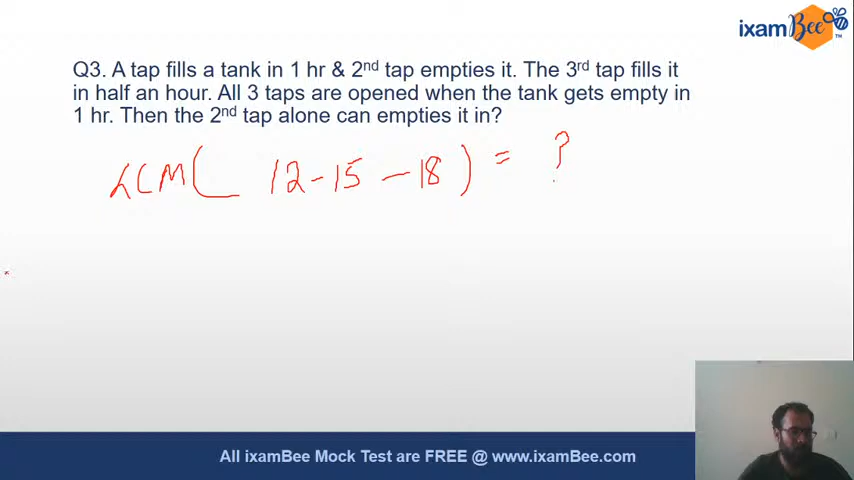 ixamBee™
Q3. A tap fills a tank in 1 hr & 2nd tap empties it. The 3rd tap fills it
in half an hour. All 3 taps are opened when the tank gets empty in
1 hr. Then the 2nd tap alone can empties it in?
LCM( 12-15-18) = ?
All ixamBee Mock Test are FREE @ www.ixamBee.com